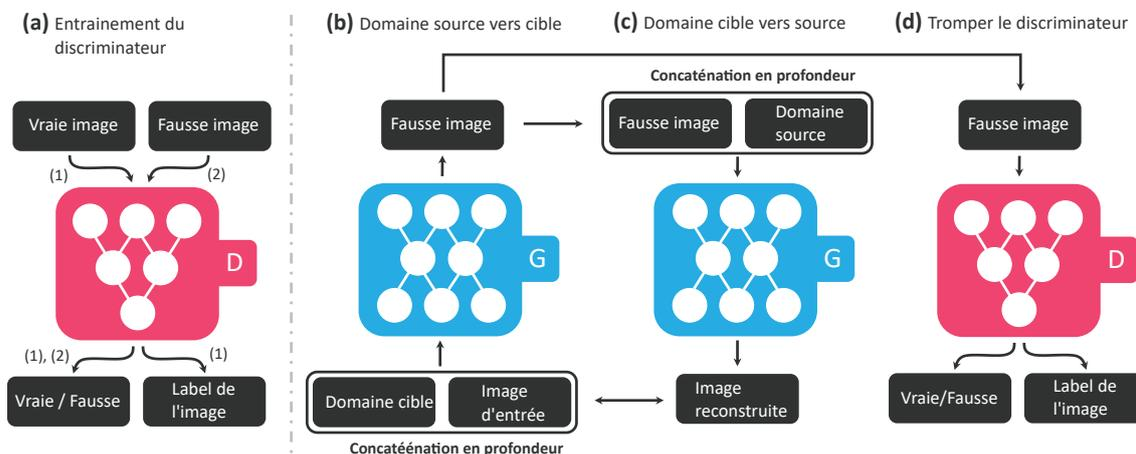 (a) Entrainement du
discriminateur
Vraie image
Fausse image
(1)
(2)
D
(1), (2)
(1)
Vraie / Fausse
Label de
l'image
(b) Domaine source vers cible
Fausse image
G
Domaine cible
Image
d'entrée
Concatéénation en profondeur
(c) Domaine cible vers source
Concaténation en profondeur
Fausse image
Domaine
source
G
Image
reconstruite
(d) Tromper le discriminateur
Fausse image
D
Vraie/Fausse
Label de
l'image